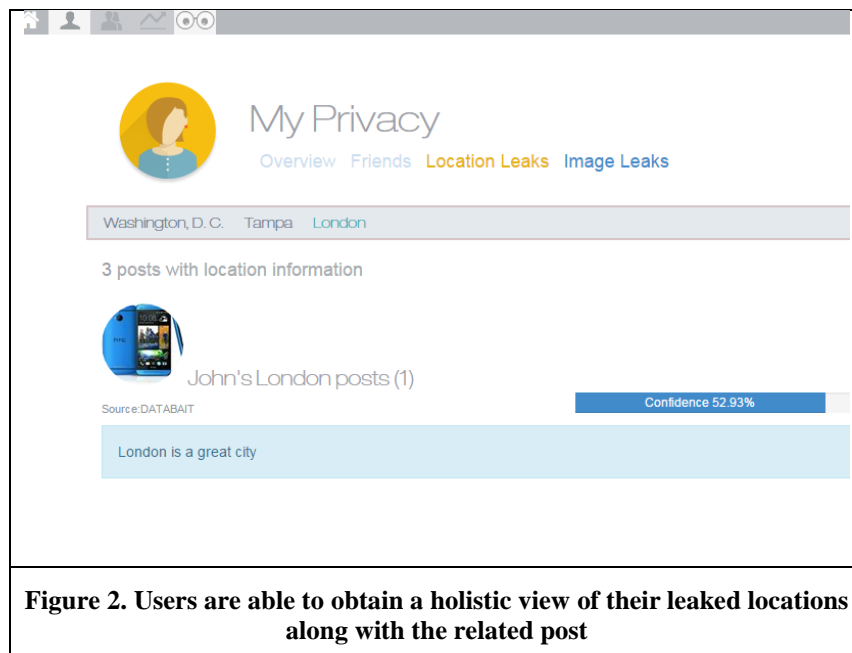 My Privacy
Overview Friends Location Leaks Image Leaks
Washington, D. C. Tampa London
3 posts with location information
John's London posts (1)
Source:DATABAIT
Confidence 52.93%
London is a great city
Figure 2. Users are able to obtain a holistic view of their leaked locations
along with the related post